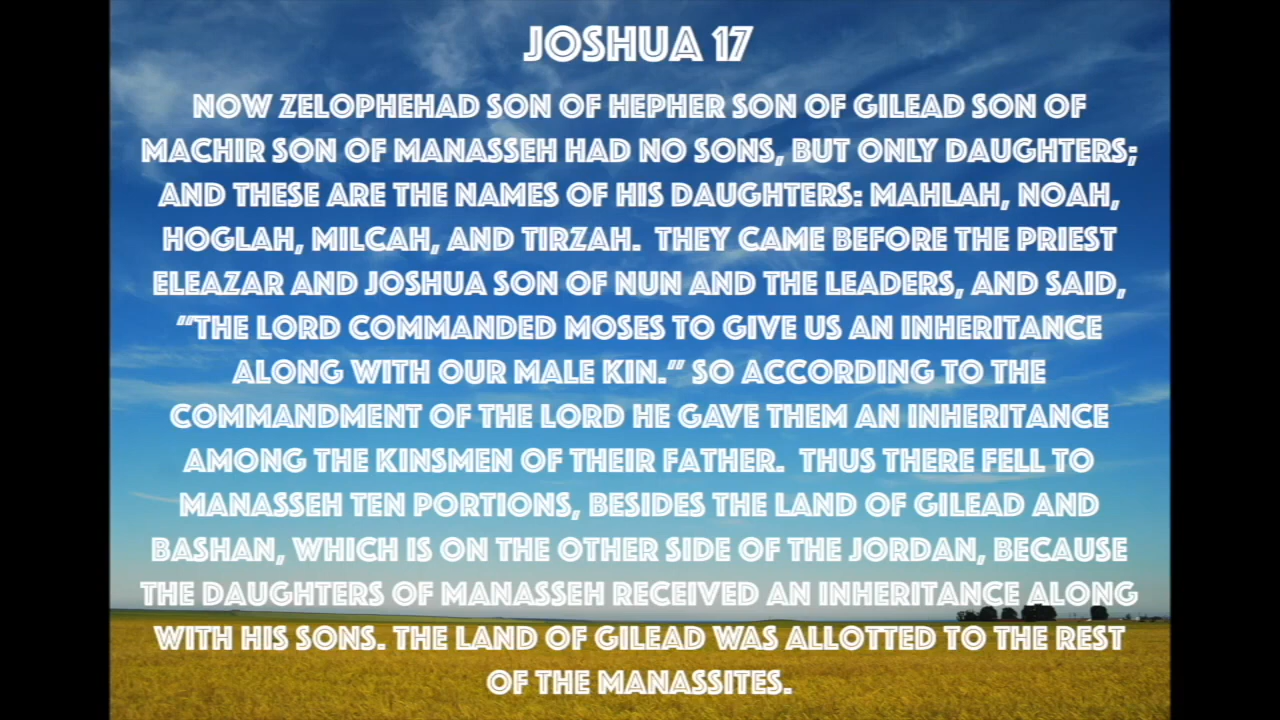 JOSHUA 17
NOW ZELOPHEHAD SON OF HEPHER SON OF GILEAD SON OF
MACHIR SON OF MANASSEH HAD NO SONS, BUT ONLY DAUGHTERS;
AND THESE ARE THE NAMES OF HIS DAUGHTERS: MAHLAH, NOAH,
HOGLAH, MILCAH, AND TIRZAH.  THEY CAME BEFORE THE PRIEST
ELEAZAR AND JOSHUA SON OF NUN AND THE LEADERS, AND SAID,
“THE LORD COMMANDED MOSES TO GIVE US AN INHERITANCE
ALONG WITH OUR MALE KIN.” SO ACCORDING TO THE
COMMANDMENT OF THE LORD HE GAVE THEM AN INHERITANCE
AMONG THE KINSMEN OF THEIR FATHER.  THUS THERE FELL TO
MANASSEH TEN PORTIONS, BESIDES THE LAND OF GILEAD AND
BASHAN, WHICH IS ON THE OTHER SIDE OF THE JORDAN, BECAUSE
THE DAUGHTERS OF MANASSEH RECEIVED AN INHERITANCE ALONG
WITH HIS SONS. THE LAND OF GILEAD WAS ALLOTTED TO THE REST
OF THE MANASSITES.